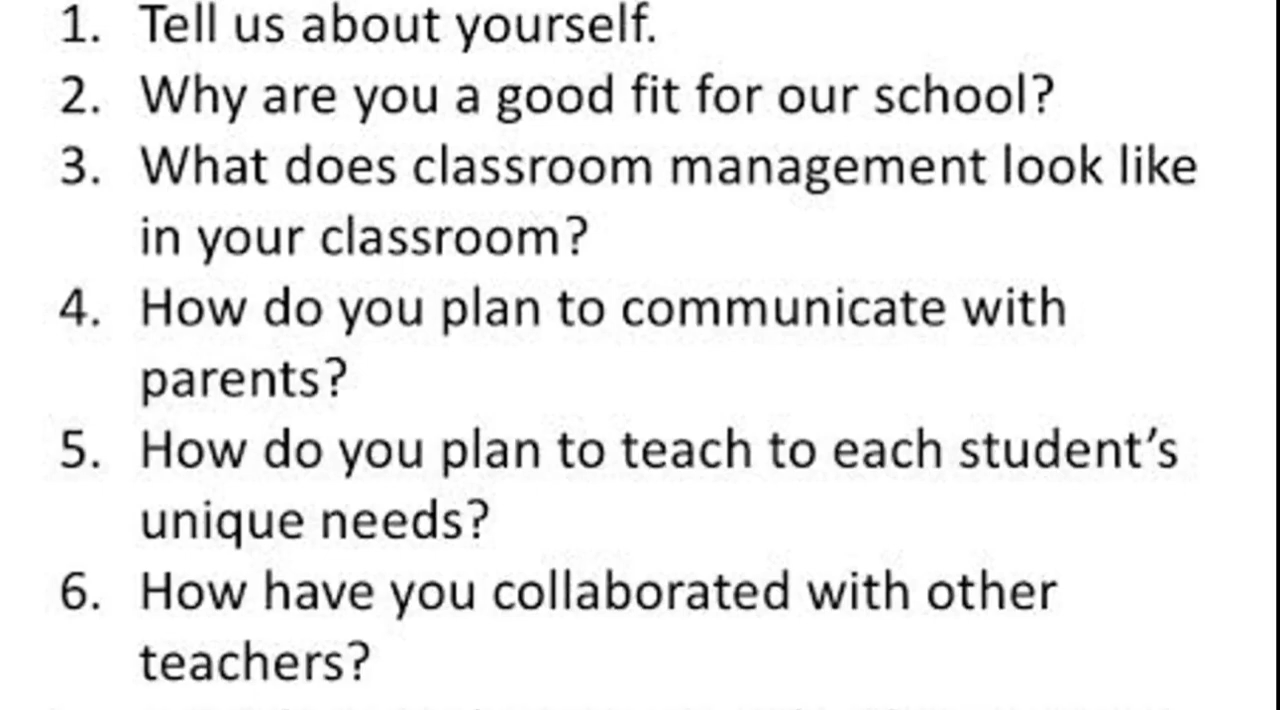 1. Tell us about yourself.
2. Why are you a good fit for our school?
3. What does classroom management look like
in your classroom?
4. How do you plan to communicate with
parents?
5. How do you plan to teach to each student’s
unique needs?
6. How have you collaborated with other
teachers?